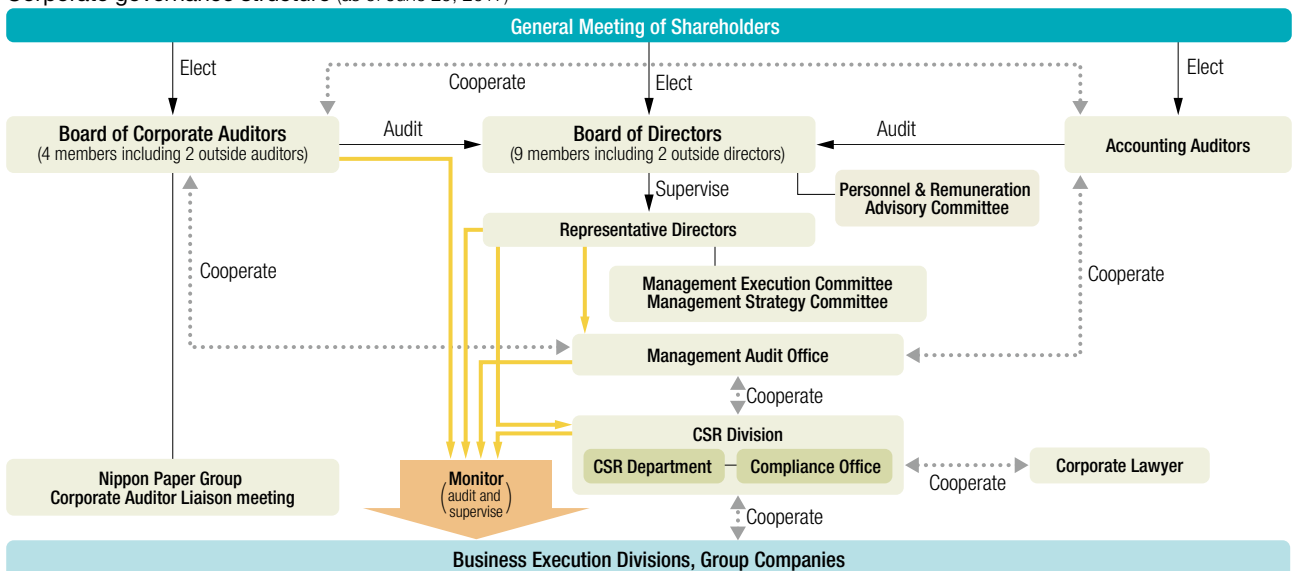 General Meeting of Shareholders
Elect
Cooperate
Elect
Elect
Board of Corporate Auditors
(4 members including 2 outside auditors)
Audit
Board of Directors
(9 members including 2 outside directors)
Audit
Accounting Auditors
Supervise
Personnel & Remuneration
Advisory Committee
Representative Directors
Cooperate
Management Execution Committee
Management Strategy Committee
Cooperate
Management Audit Office
Cooperate
CSR Division
CSR Department
Compliance Office
Corporate Lawyer
Cooperate
Nippon Paper Group
Corporate Auditor Liaison meeting
Monitor
(audit and
supervise)
Cooperate
Business Execution Divisions, Group Companies